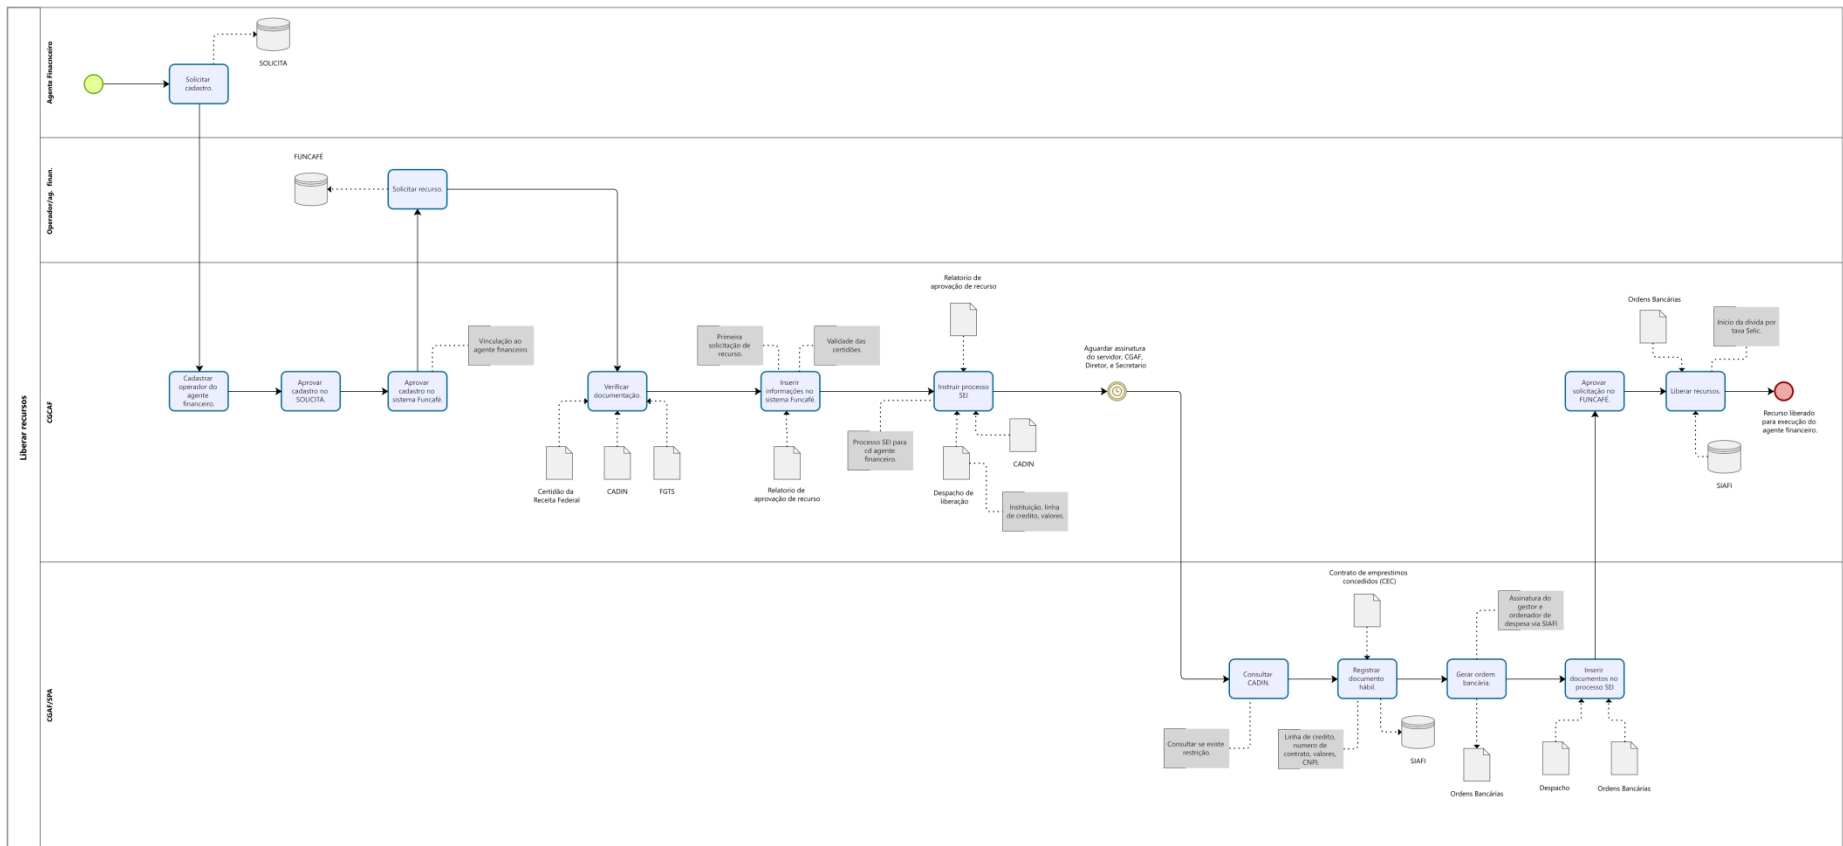 Liberar recursos
Agente Finacnceiro
Solicitar
cadastro.
SOLICITA
Operador/ag. finan.
FUNCAFÉ
Solicitar recurso.
CGCAF
Cadastrar
operador do
agente
financeiro.
Aprovar
cadastro no
SOLICITA.
Aprovar
cadastro no
sistema Funcafé.
Vinculação ao
agente financeiro.
Verificar
documentação.
Certidão da
Receita Federal
CADIN
FGTS
Primeira
solicitação de
recurso.
Validade das
certidões.
Inserir
informações no
sistema Funcafé.
Relatorio de
aprovação de recurso
Relatorio de
aprovação de recurso
Instruir processo
SEI
Processo SEI para
cd agente
financeiro.
Despacho de
liberação
CADIN
Instituição, linha
de credito, valores.
Aguardar assinatura
do servidor, CGAF,
Diretor, e Secretario
Aprovar
solicitação no
FUNCAFÉ.
Ordens Bancárias
Inicio da divida por
taxa Selic.
Liberar recursos.
SIAFI
Recurso liberado
para execução do
agente financeiro.
CGAF/SPA
Consultar
CADIN.
Consultar se existe
restrição.
Contrato de emprestimos
concedidos (CEC)
Registrar
documento
hábil.
Linha de credito,
numero de
contrato, valores,
CNPJ.
SIAFI
Assinatura do
gestor e
ordenador de
despesa via SIAFI
Gerar ordem
bancária.
Ordens Bancárias
Inserir
documentos no
processo SEI
Despacho
Ordens Bancárias